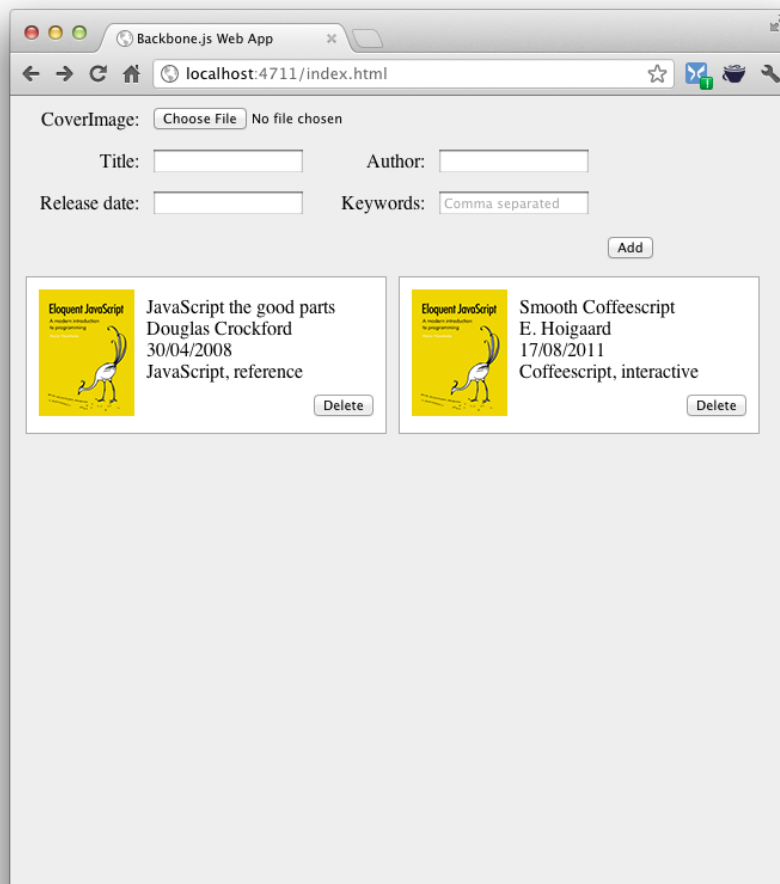 Backbone.js Web App
localhost:4711/index.html
CoverImage: Choose File No file chosen
Title: Author:
Release date: Keywords: Comma separated
Add
Eloquent JavaScript
A modern introduction
to programming
JavaScript the good parts
Douglas Crockford
30/04/2008
JavaScript, reference
Delete
Eloquent JavaScript
A modern introduction
to programming
Smooth Coffeescript
E. Hoigaard
17/08/2011
Coffeescript, interactive
Delete